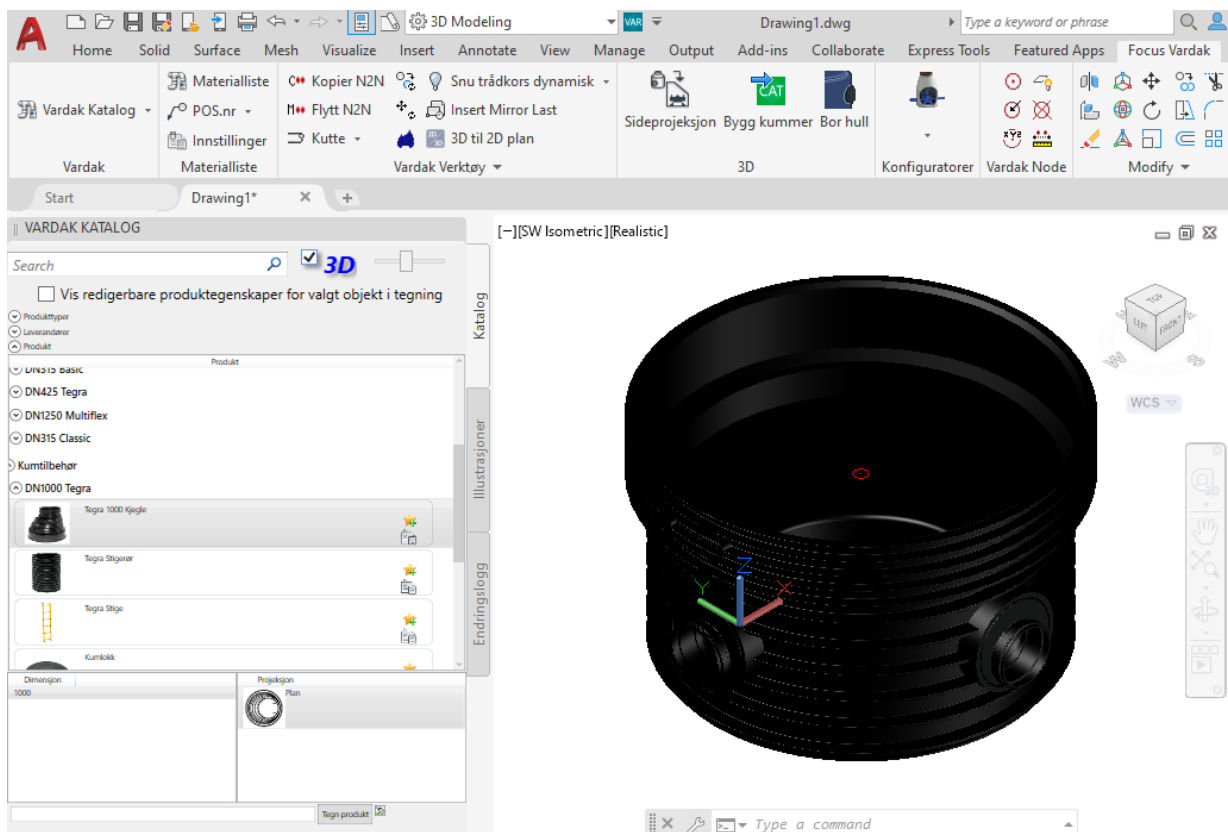 A 3D Modeling VAR Drawing1.dwg Type a keyword or phrase
Home Solid Surface Mesh Visualize Insert Annotate View Manage Output Add-ins Collaborate Express Tools Featured Apps Focus Vardak
Materialliste C Kopier N2N Snu trådkors dynamisk
Vardak Katalog POS.nr M Flytt N2N Insert Mirror Last CAT
Sideprojeksjon Bygg kummer Bor hull
Innstillinger Kutte 2D 3D 3D til 2D plan XYZ
Vardak Materialliste Vardak Verktøy 3D Konfiguratorer Vardak Node Modify
Start Drawing1* × +
VARDAK KATALOG
[−][SW Isometric][Realistic]
Search 3D
Vis redigerbare produktegenskaper for valgt objekt i tegning
Produkttyper
Leverandører
Produkt
Produkt
DN315 Basic
DN425 Tegra
DN1250 Multiflex
DN315 Classic
Kumtilbehør
DN1000 Tegra
Tegra 1000 Kjegle
Tegra Stigerør
Tegra Stige
Kumlokk
Dimensjon
1000
Projeksjon
Plan
Tegn produkt
Katalog
Illustrasjoner
Endringslogg
TOP
LEFT FRONT
W S
WCS
2D
Z
Y X
Type a command